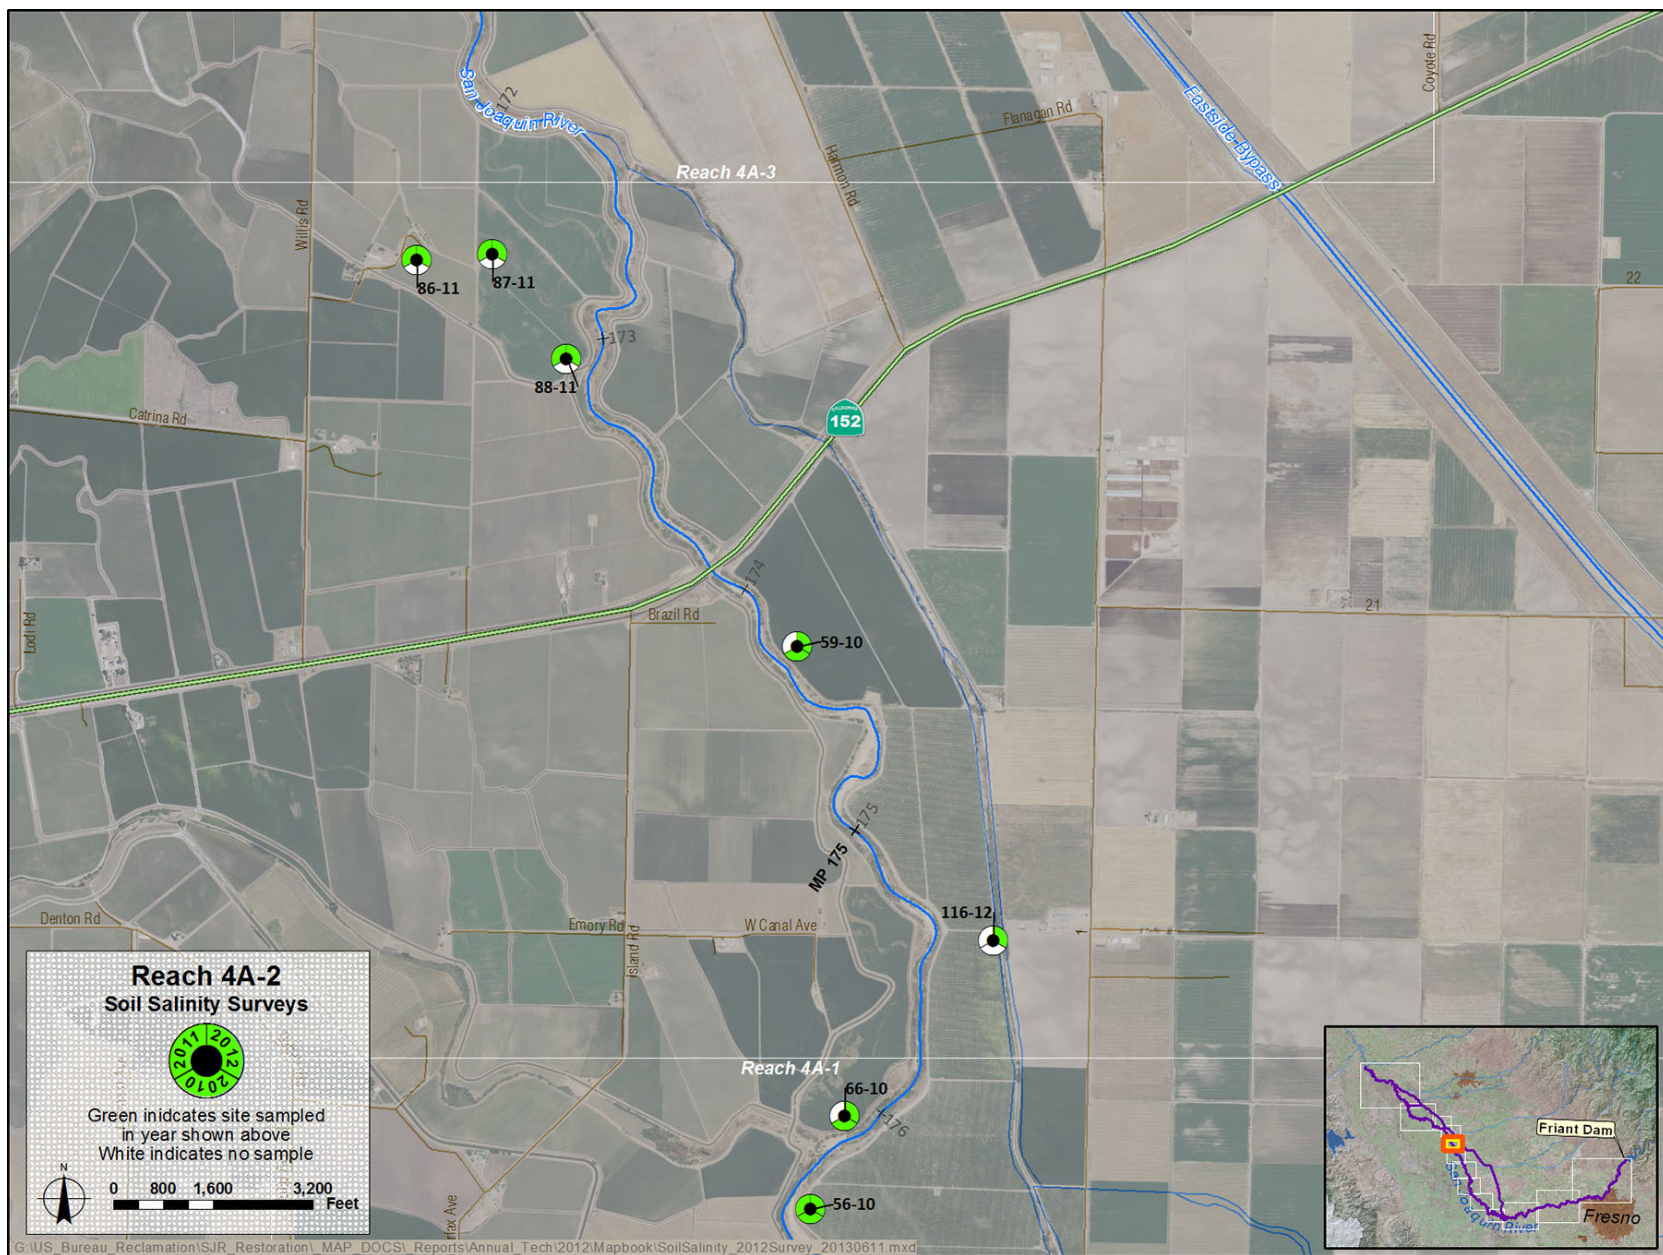 San Joaquin River
172
Reach 4A-3
Harmon Rd
Flanagan Rd
Eastside-Bypass
Coyote Rd
22
Willis Rd
86-11
87-11
173
88-11
Catrina Rd
CALIFORNIA
152
174
Brazil Rd
21
Lodi Rd
59-10
175
MP 175
116-12
Denton Rd
Emory Rd
W Canal Ave
Island Rd
Reach 4A-1
66-10
176
56-10
Reach 4A-2
Soil Salinity Surveys
2011
2012
2010
Green inidcates site sampled
in year shown above
White indicates no sample
N
0 800 1,600 3,200
Feet
Friant Dam
San Joaquin River
Fresno
G:\US_Bureau_Reclamation\SJR_Restoration\_MAP_DOCS\_Reports\Annual_Tech\2012\Mapbook\SoilSalinity_2012Survey_20130611.mxd